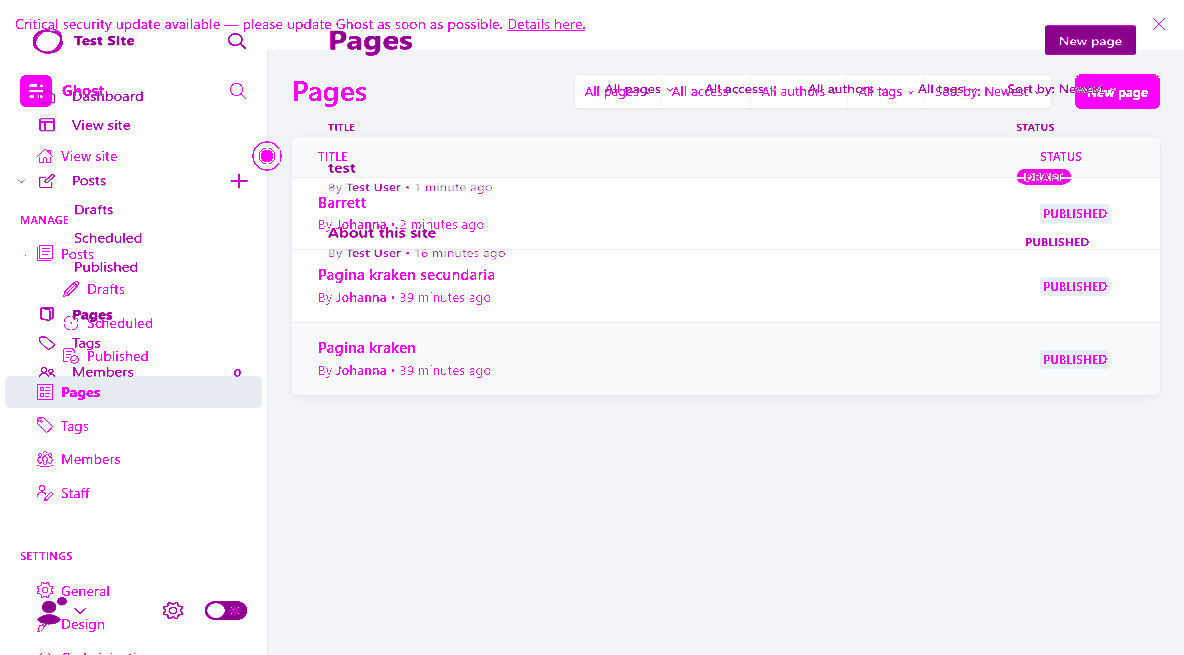 Critical security update available — please update Ghost as soon as possible. Details here.
Test Site
Pages
New page
Ghost
Dashboard
Pages
All pages
All access
All authors
All tags
Sort by: Newest
All pages
All access
All authors
All tags
Sort by: Newest
New page
View site
TITLE
STATUS
View site
TITLE
STATUS
test
Posts
DRAFT
By Test User • 1 minute ago
Drafts
Barrett
PUBLISHED
MANAGE
By Johanna • 2 minutes ago
Scheduled
About this site
PUBLISHED
Posts
By Test User • 16 minutes ago
Published
Pagina kraken secundaria
Drafts
PUBLISHED
By Johanna • 39 minutes ago
Pages
Scheduled
Tags
Pagina kraken
Published
PUBLISHED
Members
0
By Johanna • 39 minutes ago
Pages
Tags
Members
Staff
SETTINGS
General
Design